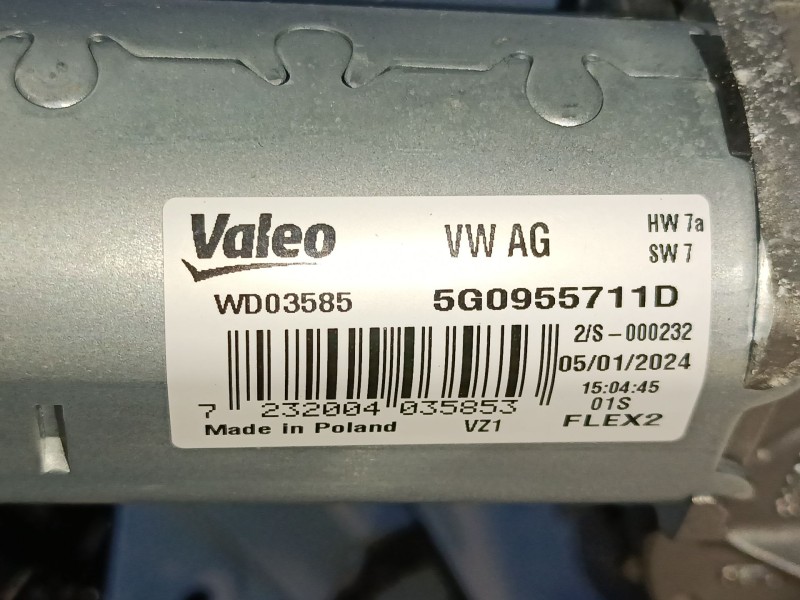 Valeo VW AG HW 7a
SW 7
WD03585 5G0955711D
2/S-000232
05/01/2024
15:04:45
7 232004 035853 01S
Made in Poland VZ1 FLEX2